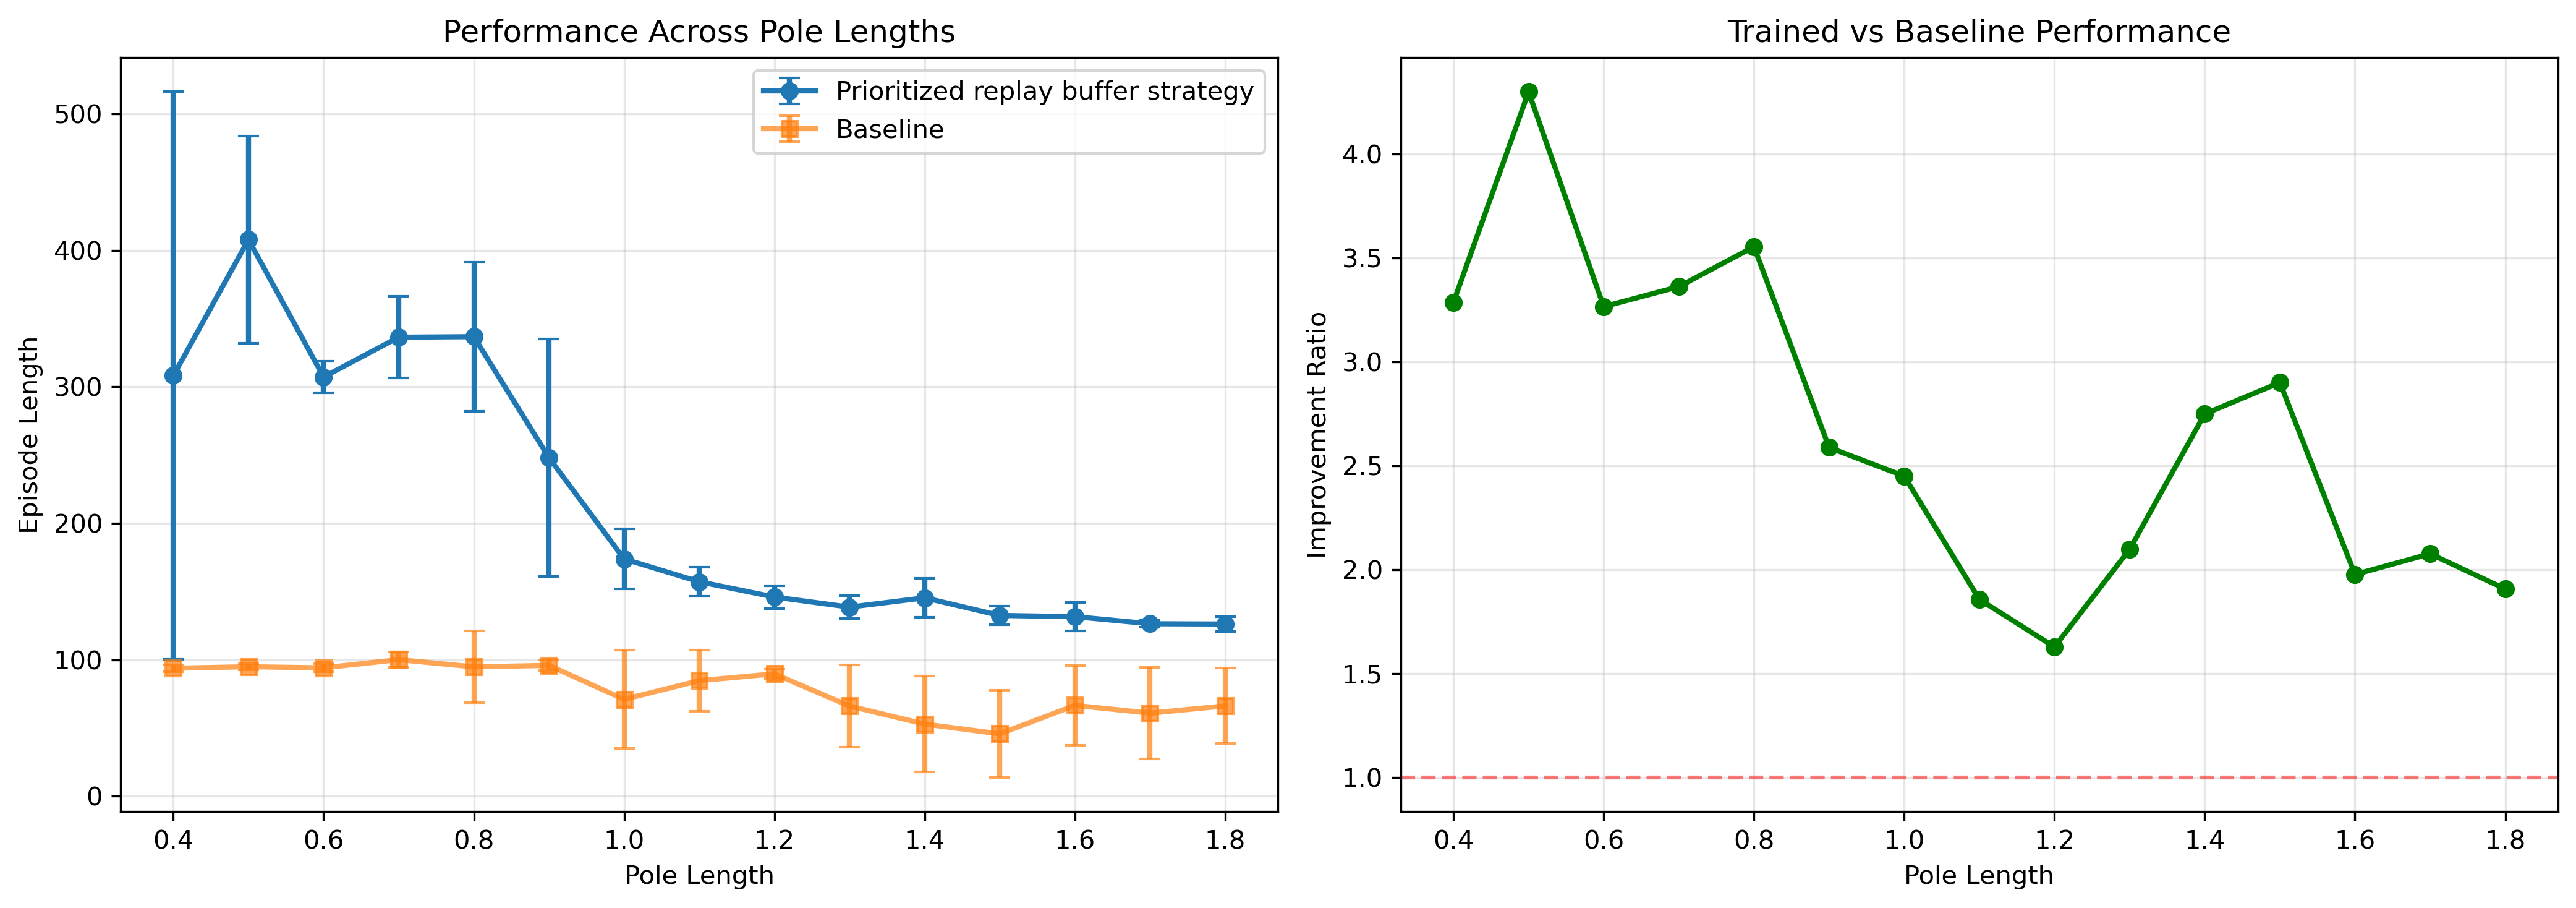 Performance Across Pole Lengths
Prioritized replay buffer strategy
Baseline
Episode Length
500
400
300
200
100
0
0.4 0.6 0.8 1.0 1.2 1.4 1.6 1.8
Pole Length
Trained vs Baseline Performance
Improvement Ratio
4.0
3.5
3.0
2.5
2.0
1.5
1.0
0.4 0.6 0.8 1.0 1.2 1.4 1.6 1.8
Pole Length